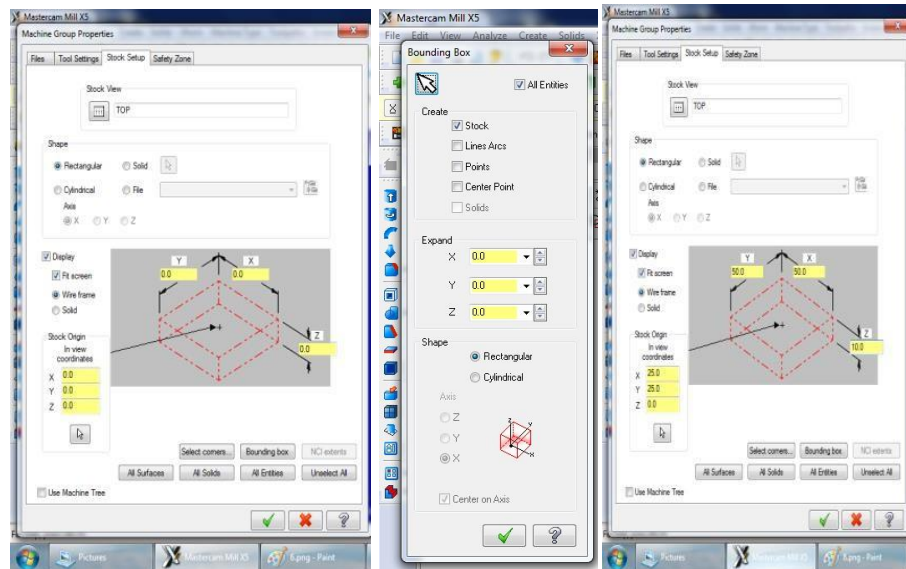 Mastercam Mill X5
Machine Group Properties
Files Tool Settings Stock Setup Safety Zone
Stock View
TOP
Shape
Rectangular Solid
Cylindrical File
Axis
X Y Z
Display
Fit screen
Wire frame
Solid
Y X
0.0 0.0
Z
0.0
Stock Origin
In view
coordinates
X 0.0
Y 0.0
Z 0.0
Select corners... Bounding box NCI extents
All Surfaces All Solids All Entities Unselect All
Use Machine Tree
Pictures Mastercam Mill X5 6.png - Paint
Mastercam Mill X5
File Edit View Analyze Create Solids
Bounding Box
All Entities
Create
Stock
Lines Arcs
Points
Center Point
Solids
Expand
X 0.0
Y 0.0
Z 0.0
Shape
Rectangular
Cylindrical
Axis
Z
Y
X
Center on Axis
Mastercam Mill X5
Machine Group Properties
Files Tool Settings Stock Setup Safety Zone
Stock View
TOP
Shape
Rectangular Solid
Cylindrical File
Axis
X Y Z
Display
Fit screen
Wire frame
Solid
Y X
50.0 50.0
Z
10.0
Stock Origin
In view
coordinates
X 25.0
Y 25.0
Z 0.0
Select corners... Bounding box NCI extents
All Surfaces All Solids All Entities Unselect All
Use Machine Tree
Pictures Mastercam Mill X5 6.png - Paint